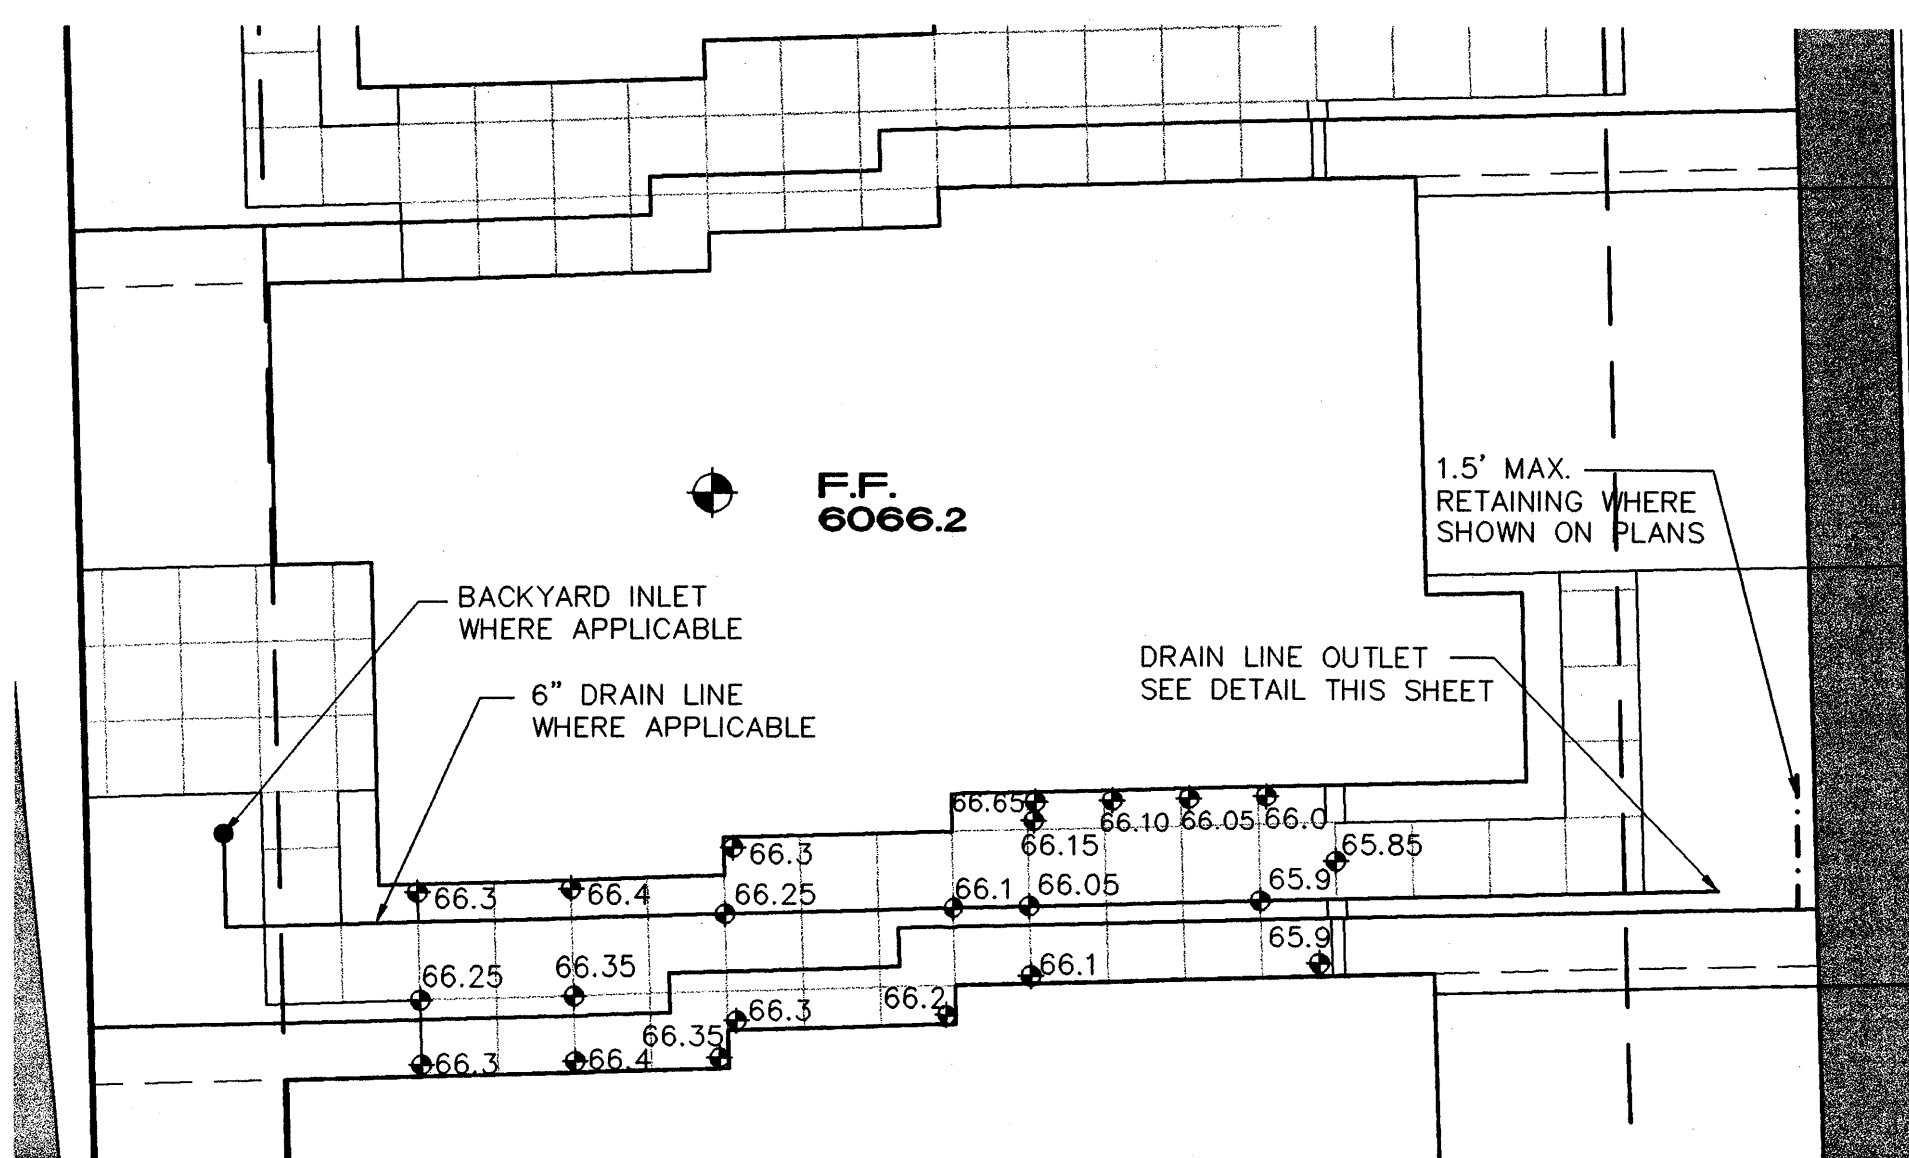 F.F.
6066.2
1.5' MAX.
RETAINING WHERE
SHOWN ON PLANS
BACKYARD INLET
WHERE APPLICABLE
6" DRAIN LINE
WHERE APPLICABLE
DRAIN LINE OUTLET
SEE DETAIL THIS SHEET
66.65
66.10
66.05
66.0
66.15
65.85
66.3
66.3
66.4
66.25
66.1
66.05
65.9
65.9
66.25
66.35
66.1
66.2
66.3
66.35
66.3
66.4